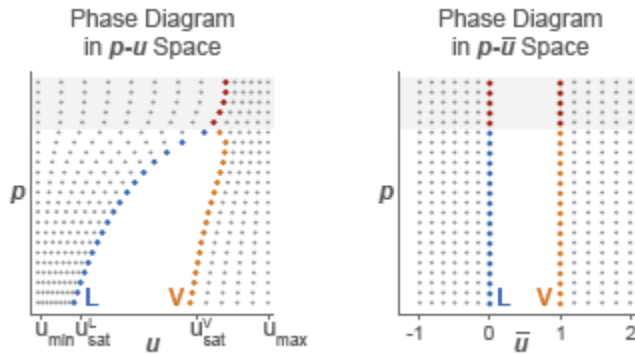 Phase Diagram
in p-u Space
p
L
V
u_min
u^L_sat
u
u^V_sat
u_max
Phase Diagram
in p-ū Space
p
L
V
-1
0
ū
1
2